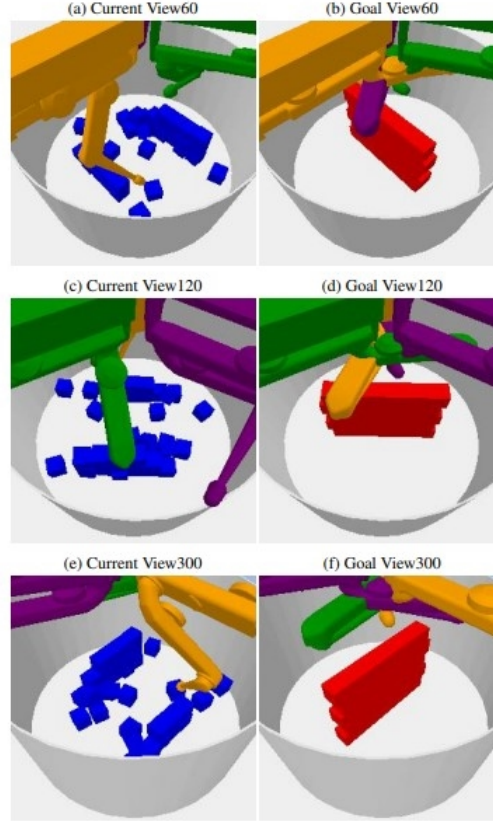 (a) Current View60
(b) Goal View60
(c) Current View120
(d) Goal View120
(e) Current View300
(f) Goal View300